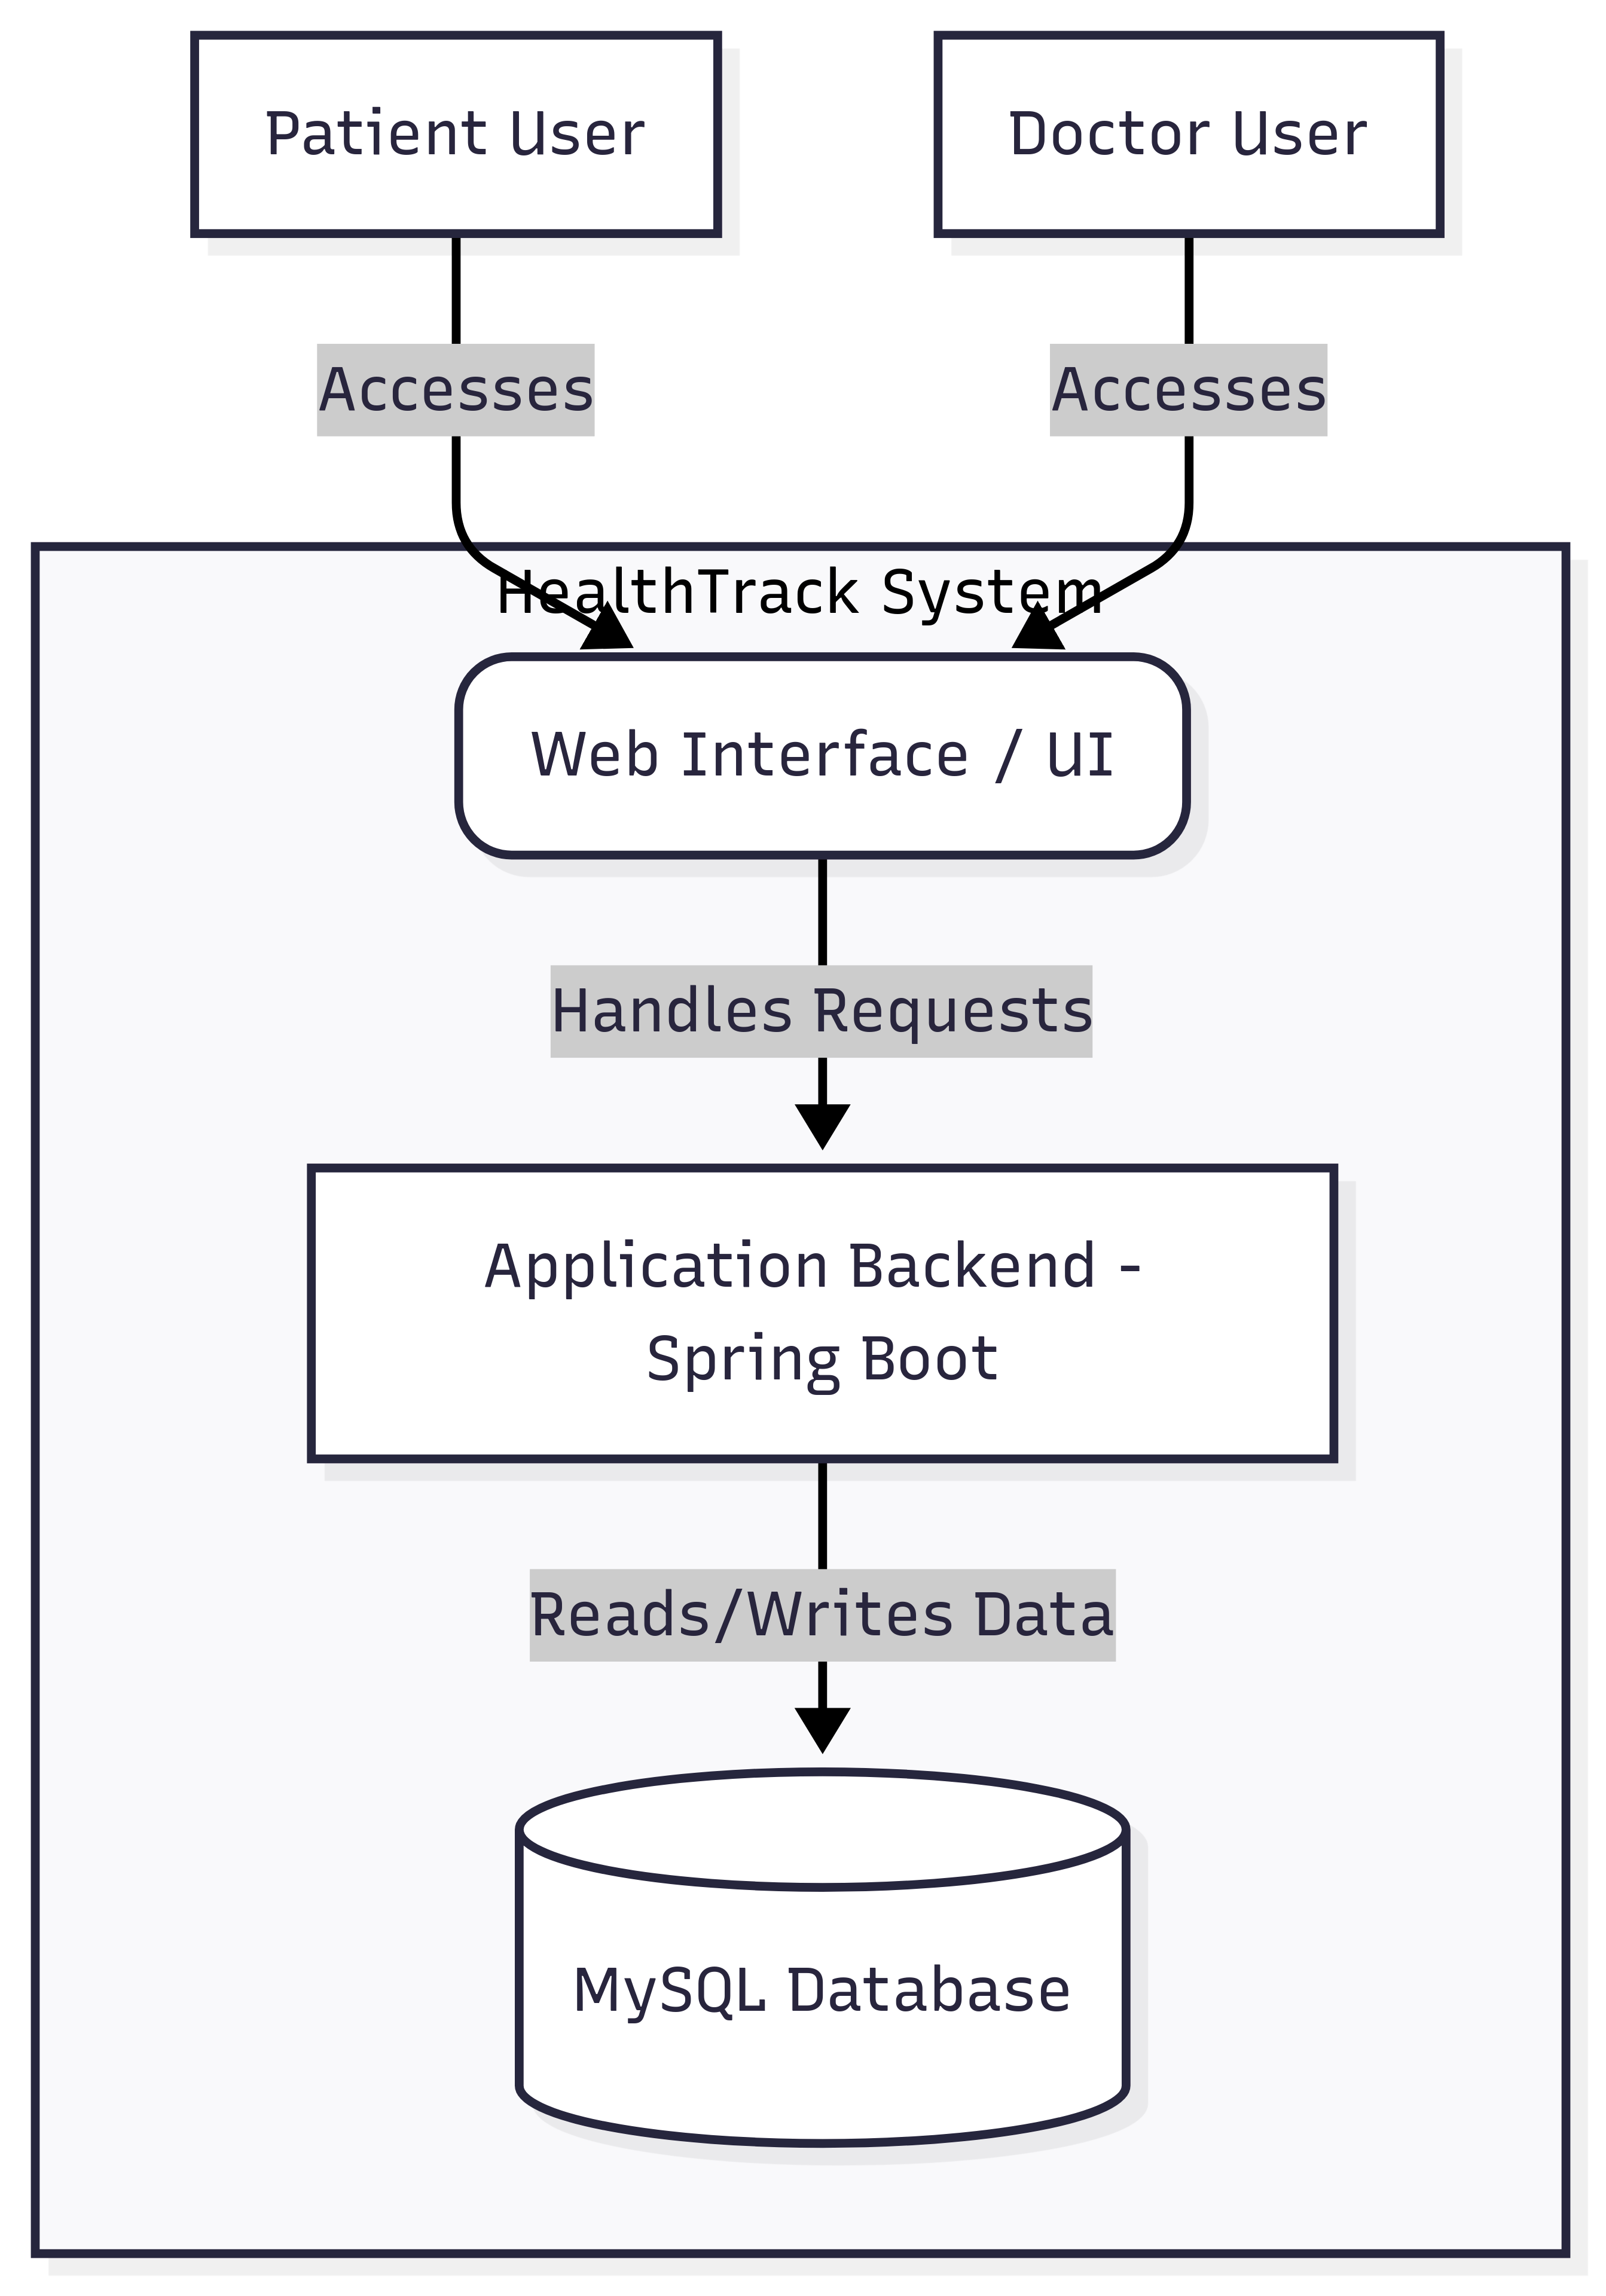 Patient User
Doctor User
Accesses
Accesses
HealthTrack System
Web Interface / UI
Handles Requests
Application Backend -
Spring Boot
Reads/Writes Data
MySQL Database